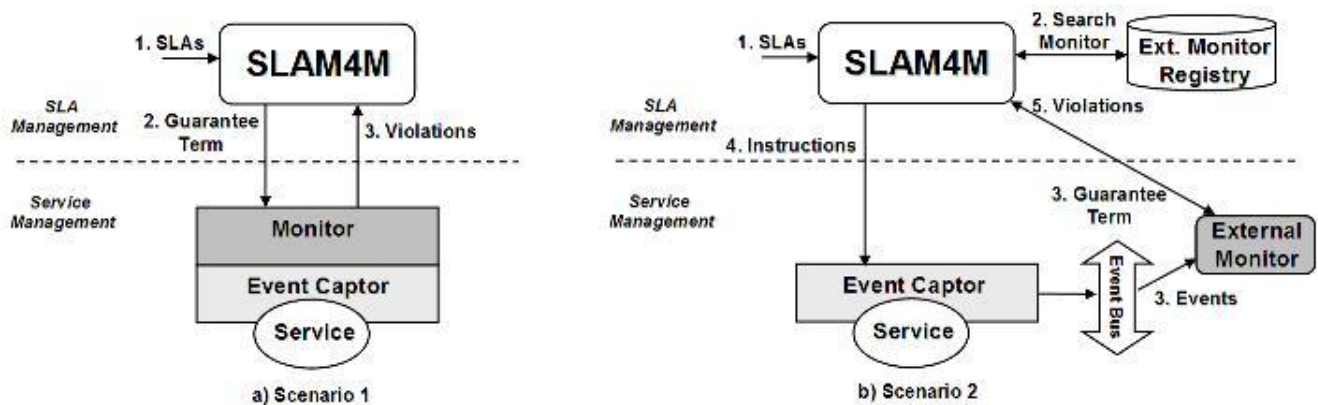 1. SLAs
SLAM4M
SLA
Management
2. Guarantee
Term
3. Violations
Service
Management
Monitor
Event Captor
Service
a) Scenario 1
1. SLAs
SLAM4M
2. Search
Monitor
Ext. Monitor
Registry
SLA
Management
5. Violations
4. Instructions
Service
Management
3. Guarantee
Term
External
Monitor
Event Captor
Event Bus
3. Events
Service
b) Scenario 2